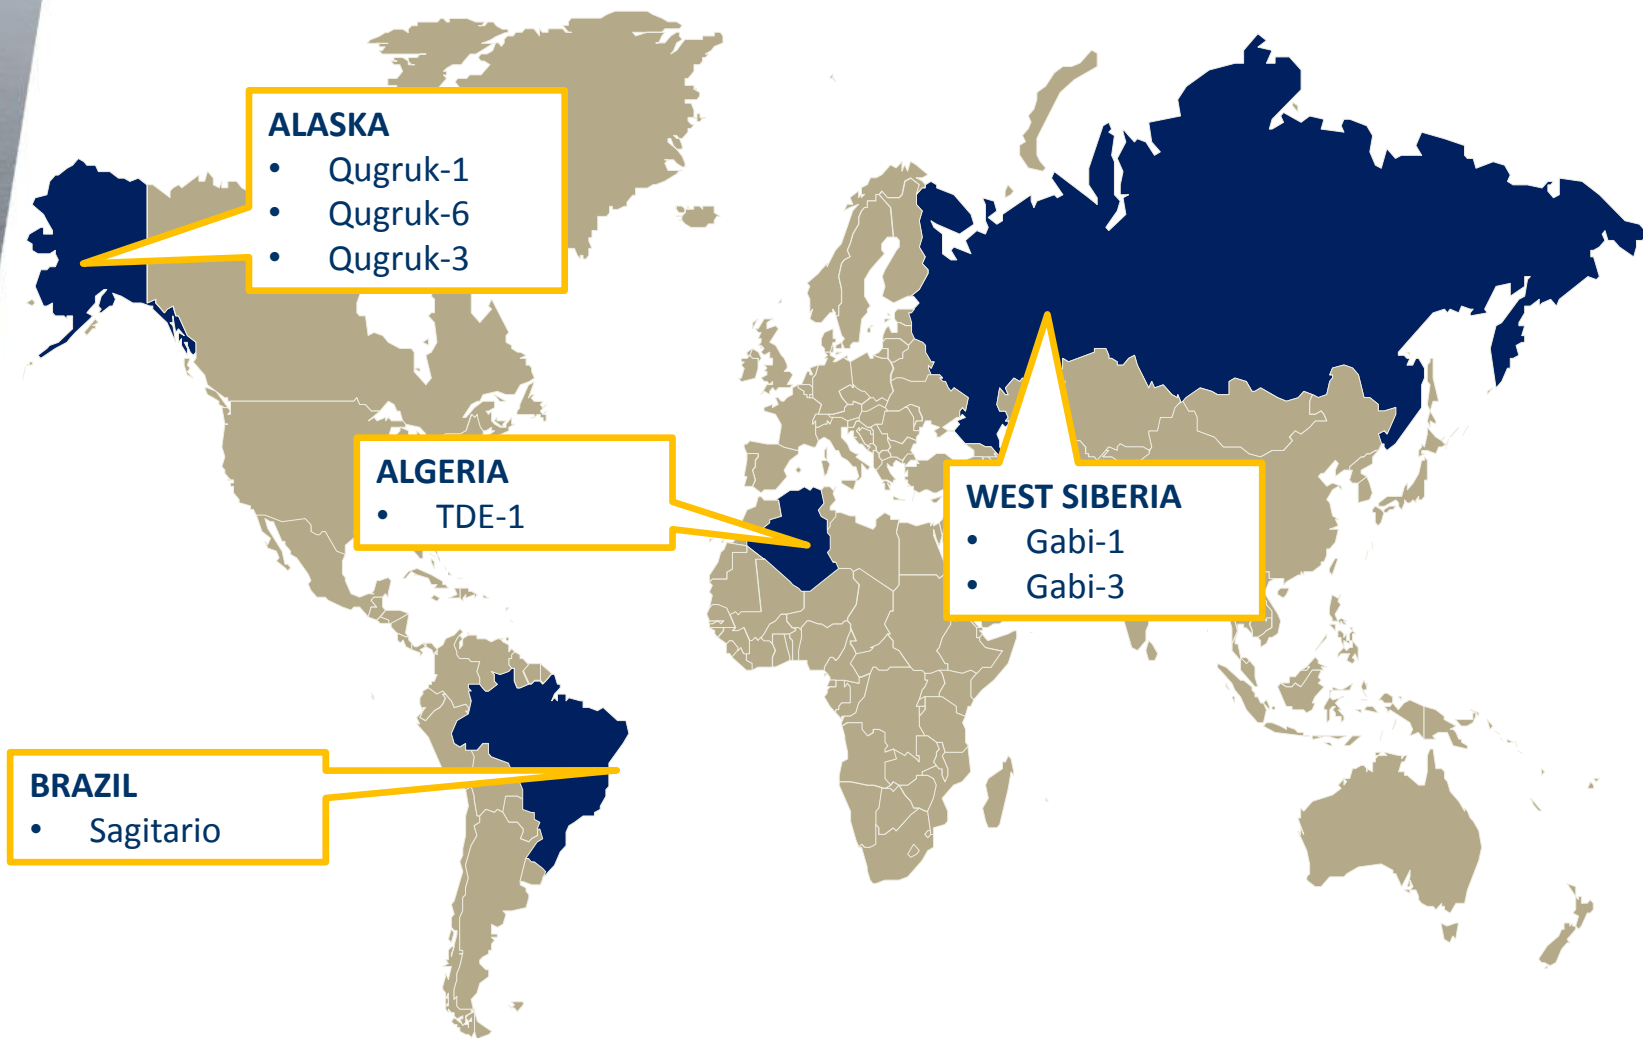 ALASKA
• Qugruk-1
• Qugruk-6
• Qugruk-3
ALGERIA
• TDE-1
WEST SIBERIA
• Gabi-1
• Gabi-3
BRAZIL
• Sagitario